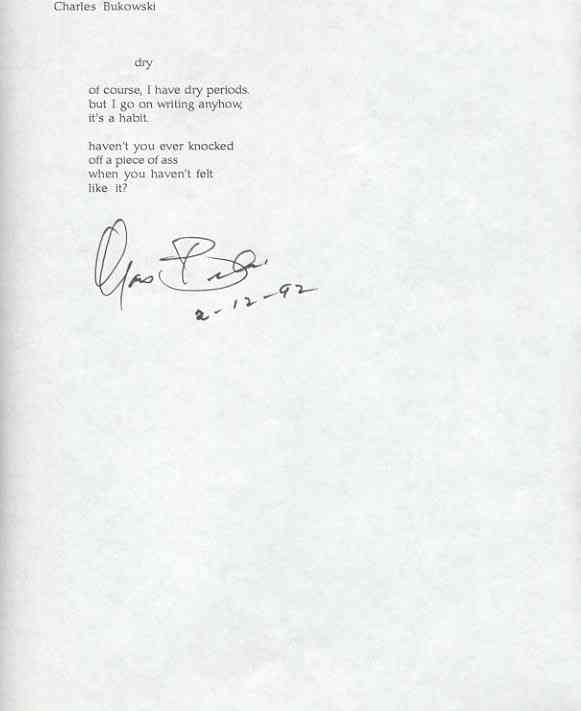 Charles Bukowski
dry
of course, I have dry periods.
but I go on writing anyhow,
it's a habit.
haven't you ever knocked
off a piece of ass
when you haven't felt
like it?
2-12-92